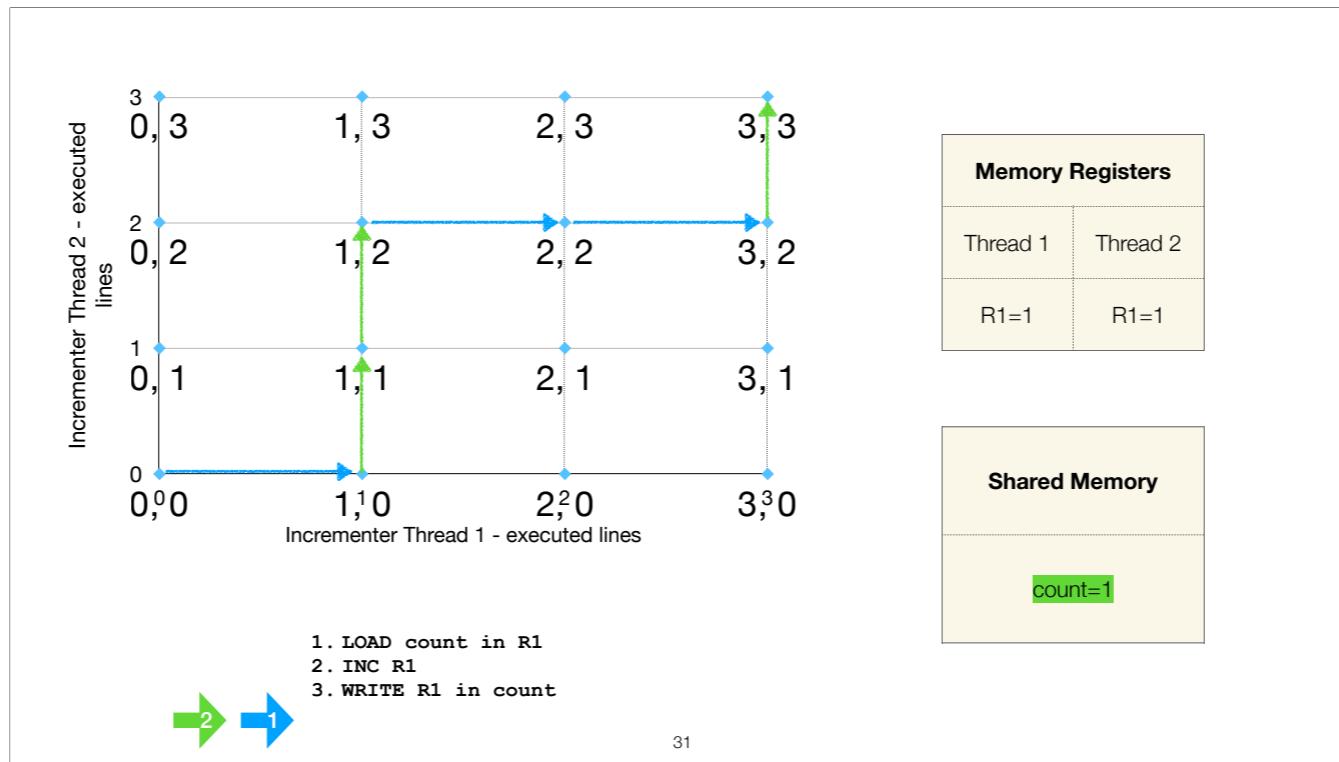 3
0, 3 1, 3 2, 3 3, 3
2
0, 2 1, 2 2, 2 3, 2
1
0, 1 1, 1 2, 1 3, 1
0
0 1 2 3
0, 0 1, 0 2, 0 3, 0
Incrementer Thread 2 - executed
lines
Incrementer Thread 1 - executed lines
Memory Registers
Thread 1 Thread 2
R1=1 R1=1
Shared Memory
count=1
1. LOAD count in R1
2. INC R1
3. WRITE R1 in count
2 1
31